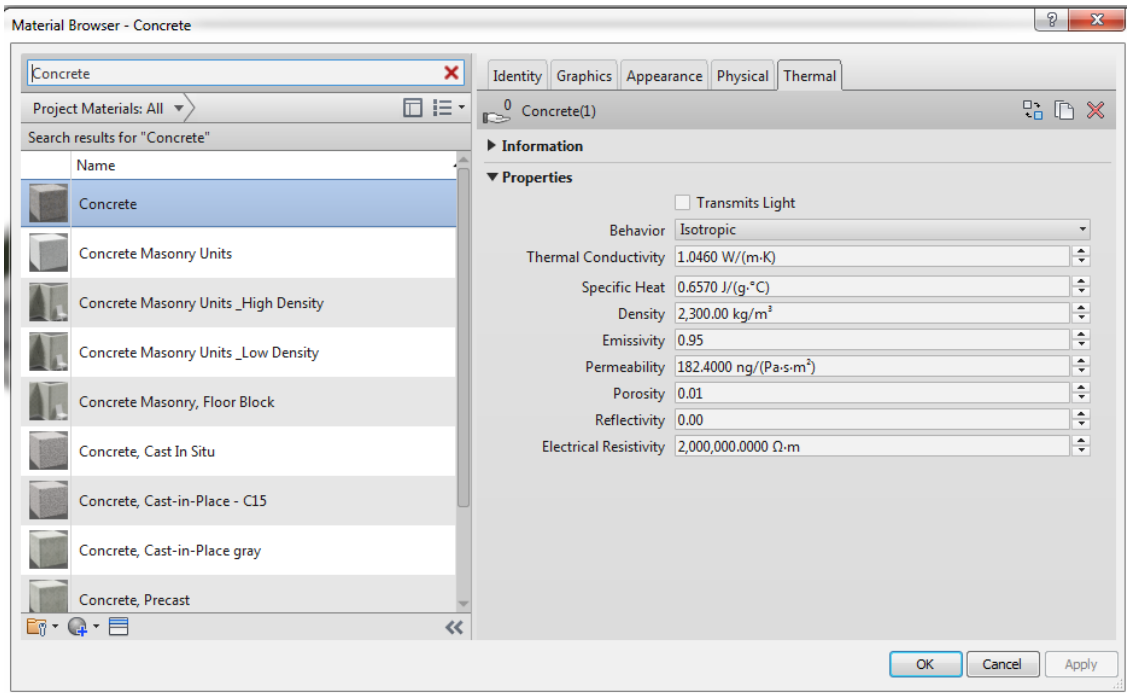 Material Browser - Concrete
Concrete
Project Materials: All
Search results for "Concrete"
Name
Concrete
Concrete Masonry Units
Concrete Masonry Units _High Density
Concrete Masonry Units _Low Density
Concrete Masonry, Floor Block
Concrete, Cast In Situ
Concrete, Cast-in-Place - C15
Concrete, Cast-in-Place gray
Concrete, Precast
Identity Graphics Appearance Physical Thermal
0 Concrete(1)
Information
Properties
Transmits Light
Behavior Isotropic
Thermal Conductivity 1.0460 W/(m·K)
Specific Heat 0.6570 J/(g·°C)
Density 2,300.00 kg/m³
Emissivity 0.95
Permeability 182.4000 ng/(Pa·s·m²)
Porosity 0.01
Reflectivity 0.00
Electrical Resistivity 2,000,000.0000 Ω·m
OK Cancel Apply